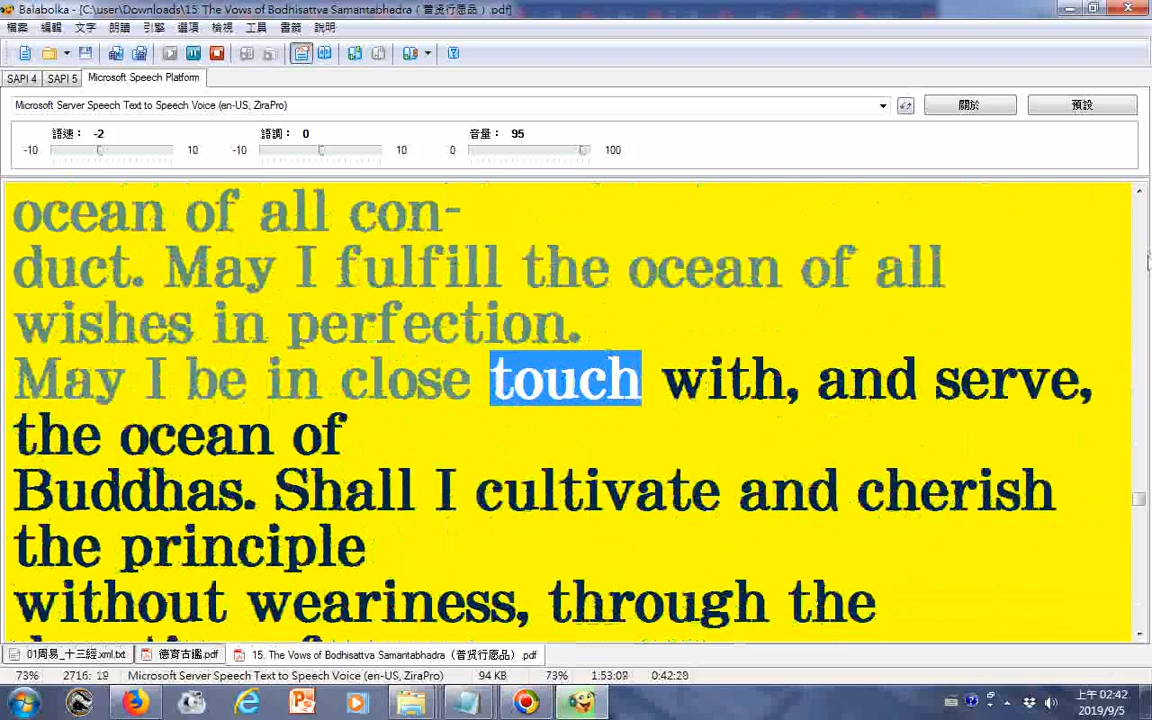 Balabolka - [C:\user\Downloads\15. The Vows of Bodhisattva Samantabhadra（普贤行愿品）.pdf]
檔案 編輯 文字 朗讀 引擎 選項 檢視 工具 書籤 說明
SAPI 4 SAPI 5 Microsoft Speech Platform
Microsoft Server Speech Text to Speech Voice (en-US, ZiraPro) 關於 預設
語速： -2 語調： 0 音量： 95
-10 10 -10 10 0 100
ocean of all con-
duct. May I fulfill the ocean of all
wishes in perfection.
May I be in close touch with, and serve,
the ocean of
Buddhas. Shall I cultivate and cherish
the principle
without weariness, through the
01周易_十三經.xml.txt 德育古鑑.pdf 15. The Vows of Bodhisattva Samantabhadra（普贤行愿品）.pdf
73% 2716: 19 Microsoft Server Speech Text to Speech Voice (en-US, ZiraPro) 94 KB 73% 1:53:09 0:42:29
上午 02:42
2019/9/5